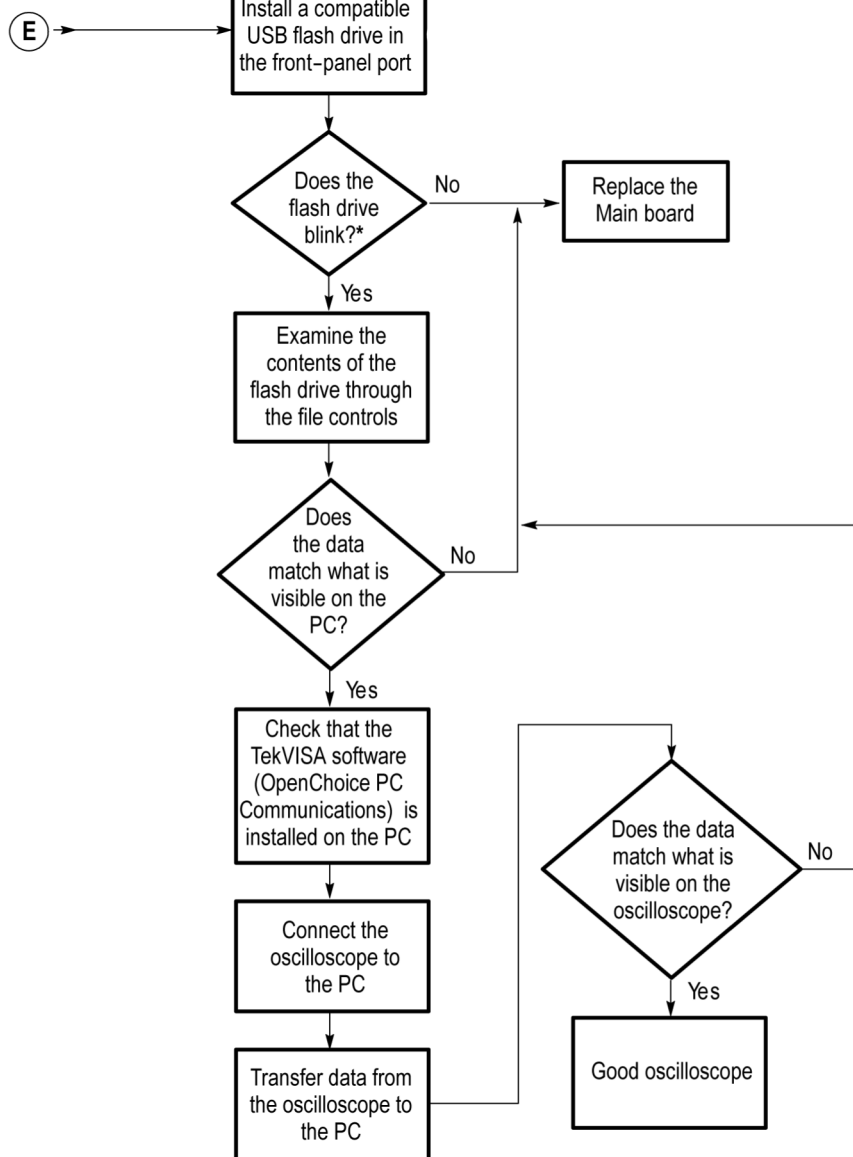 E
Install a compatible
USB flash drive in
the front-panel port
Does the
flash drive
blink?*
No
Replace the
Main board
Yes
Examine the
contents of the
flash drive through
the file controls
Does
the data
match what is
visible on the
PC?
No
Yes
Check that the
TekVISA software
(OpenChoice PC
Communications) is
installed on the PC
Connect the
oscilloscope to
the PC
Transfer data from
the oscilloscope to
the PC
Does the data
match what is
visible on the
oscilloscope?
No
Yes
Good oscilloscope